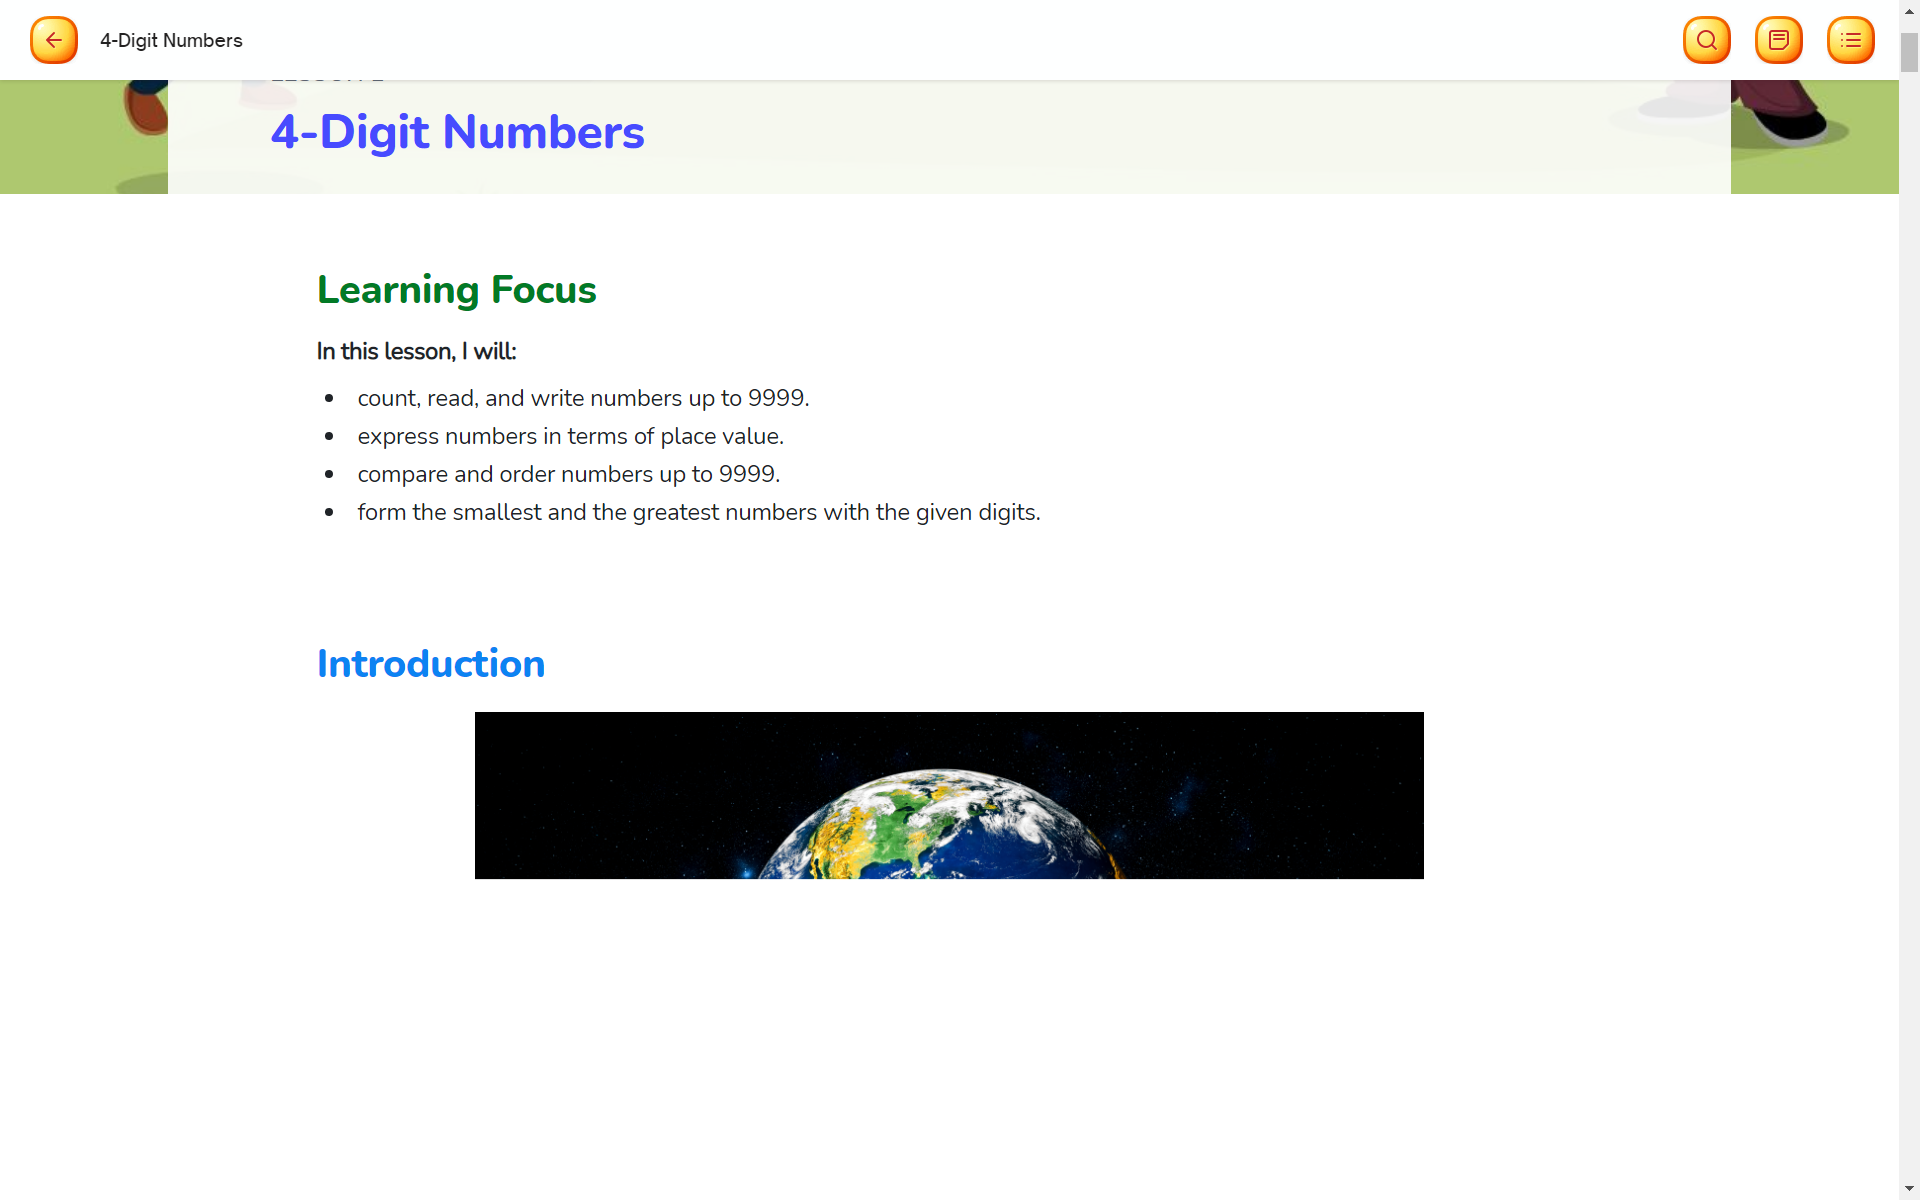 4-Digit Numbers
4-Digit Numbers
Learning Focus
In this lesson, I will:
count, read, and write numbers up to 9999.
express numbers in terms of place value.
compare and order numbers up to 9999.
form the smallest and the greatest numbers with the given digits.
Introduction